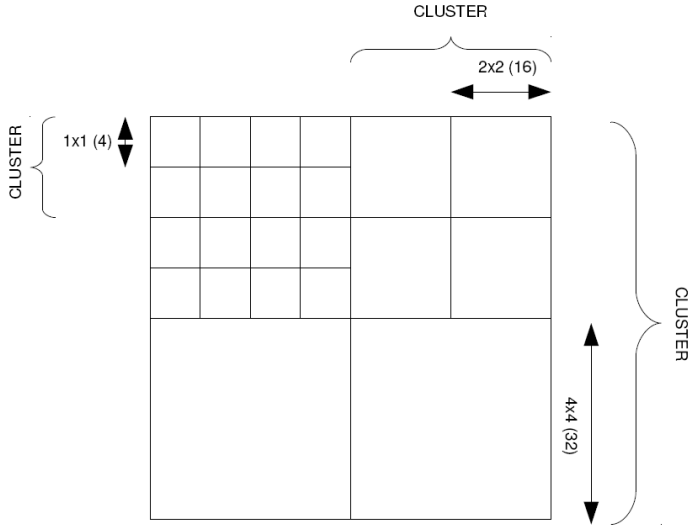 CLUSTER
2x2 (16)
CLUSTER
1x1 (4)
CLUSTER
4x4 (32)